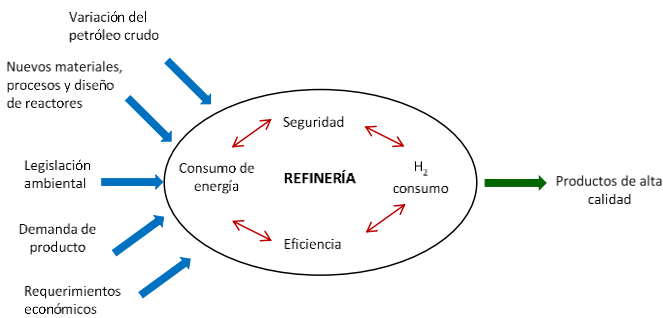 Variación del
petróleo crudo
Nuevos materiales,
procesos y diseño
de reactores
Legislación
ambiental
Demanda de
producto
Requerimientos
económicos
Seguridad
Consumo de
energía
REFINERÍA
H2
consumo
Eficiencia
Productos de alta
calidad